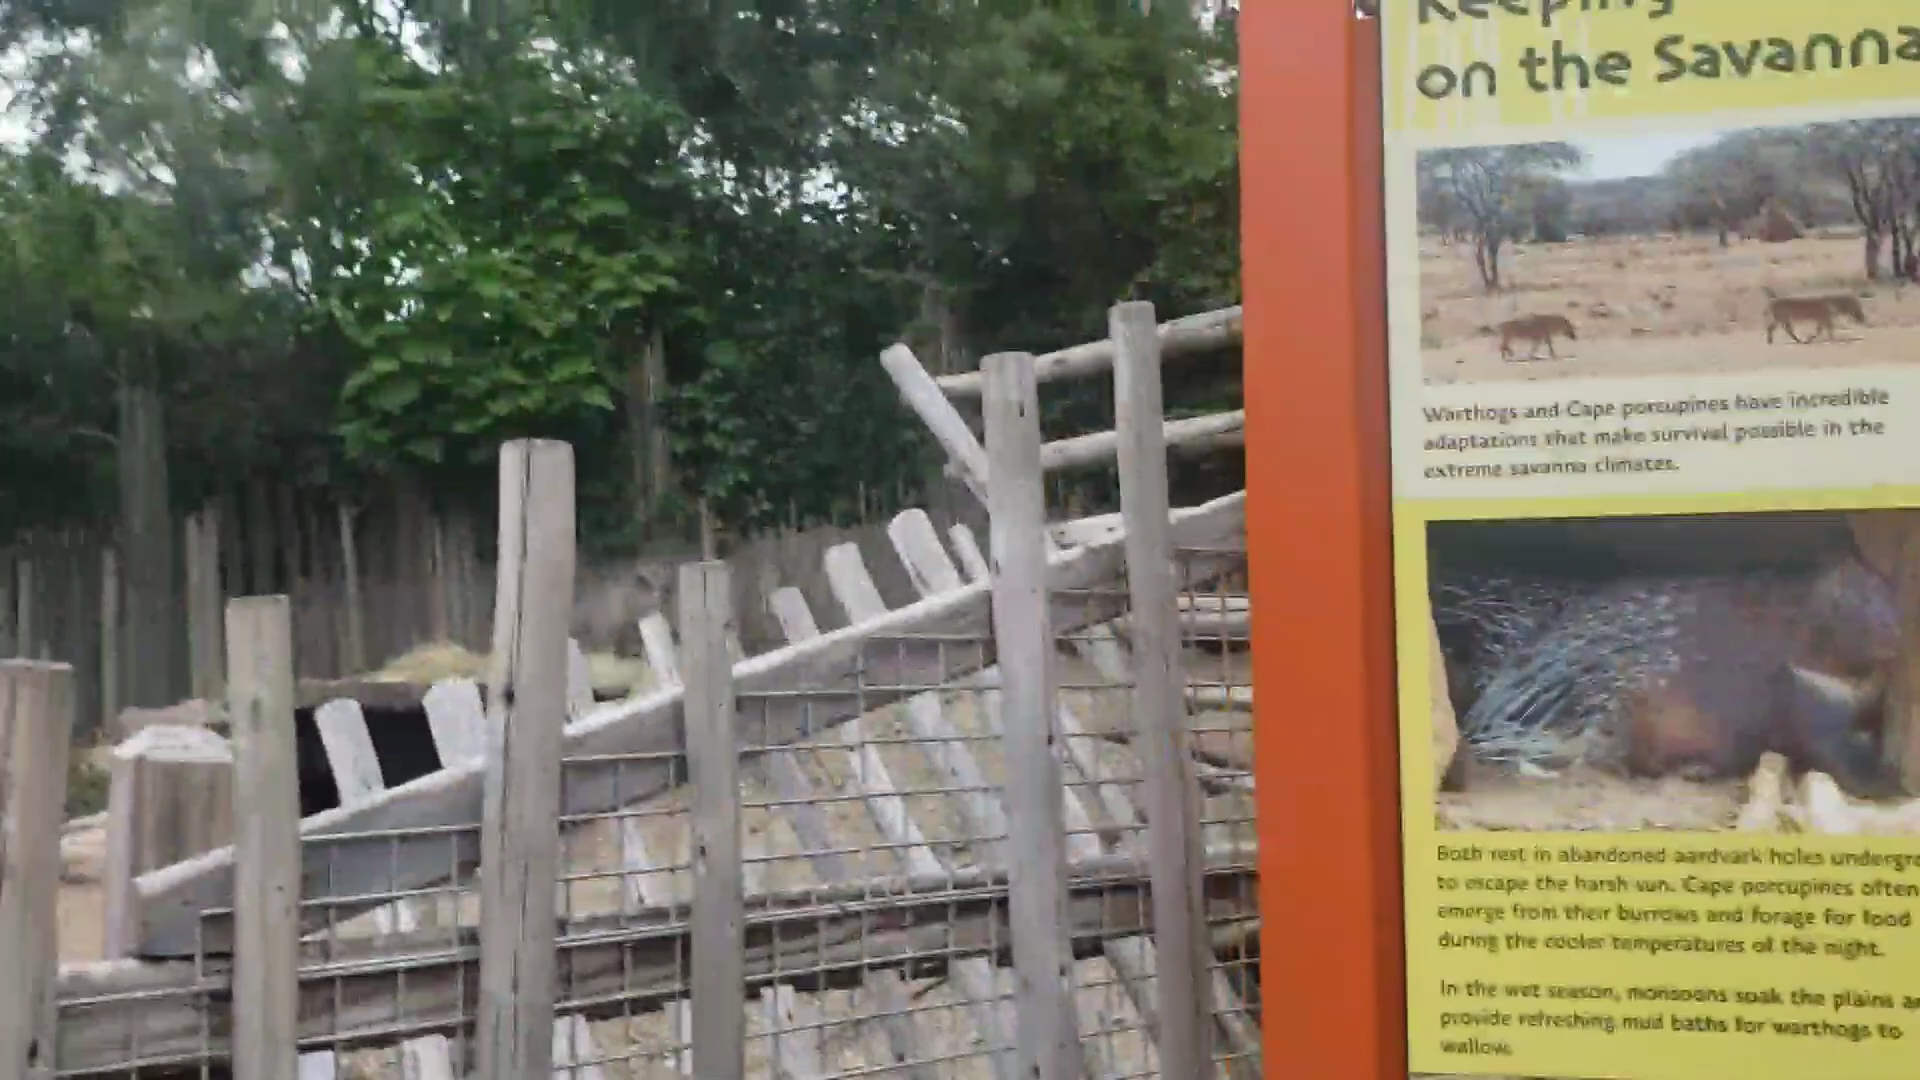 Keeping
on the Savanna
Warthogs and Cape porcupines have incredible
adaptations that make survival possible in the
extreme savanna climates.
Both rest in abandoned aardvark holes undergro
to escape the harsh sun. Cape porcupines often
emerge from their burrows and forage for food
during the cooler temperatures of the night.
In the wet season, monsoons soak the plains a
provide refreshing mud baths for warthogs to
wallow.